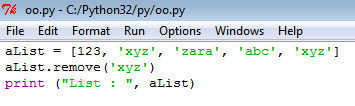 oo.py - C:/Python32/py/oo.py
File Edit Format Run Options Windows Help
aList = [123, 'xyz', 'zara', 'abc', 'xyz']
aList.remove('xyz')
print ("List : ", aList)